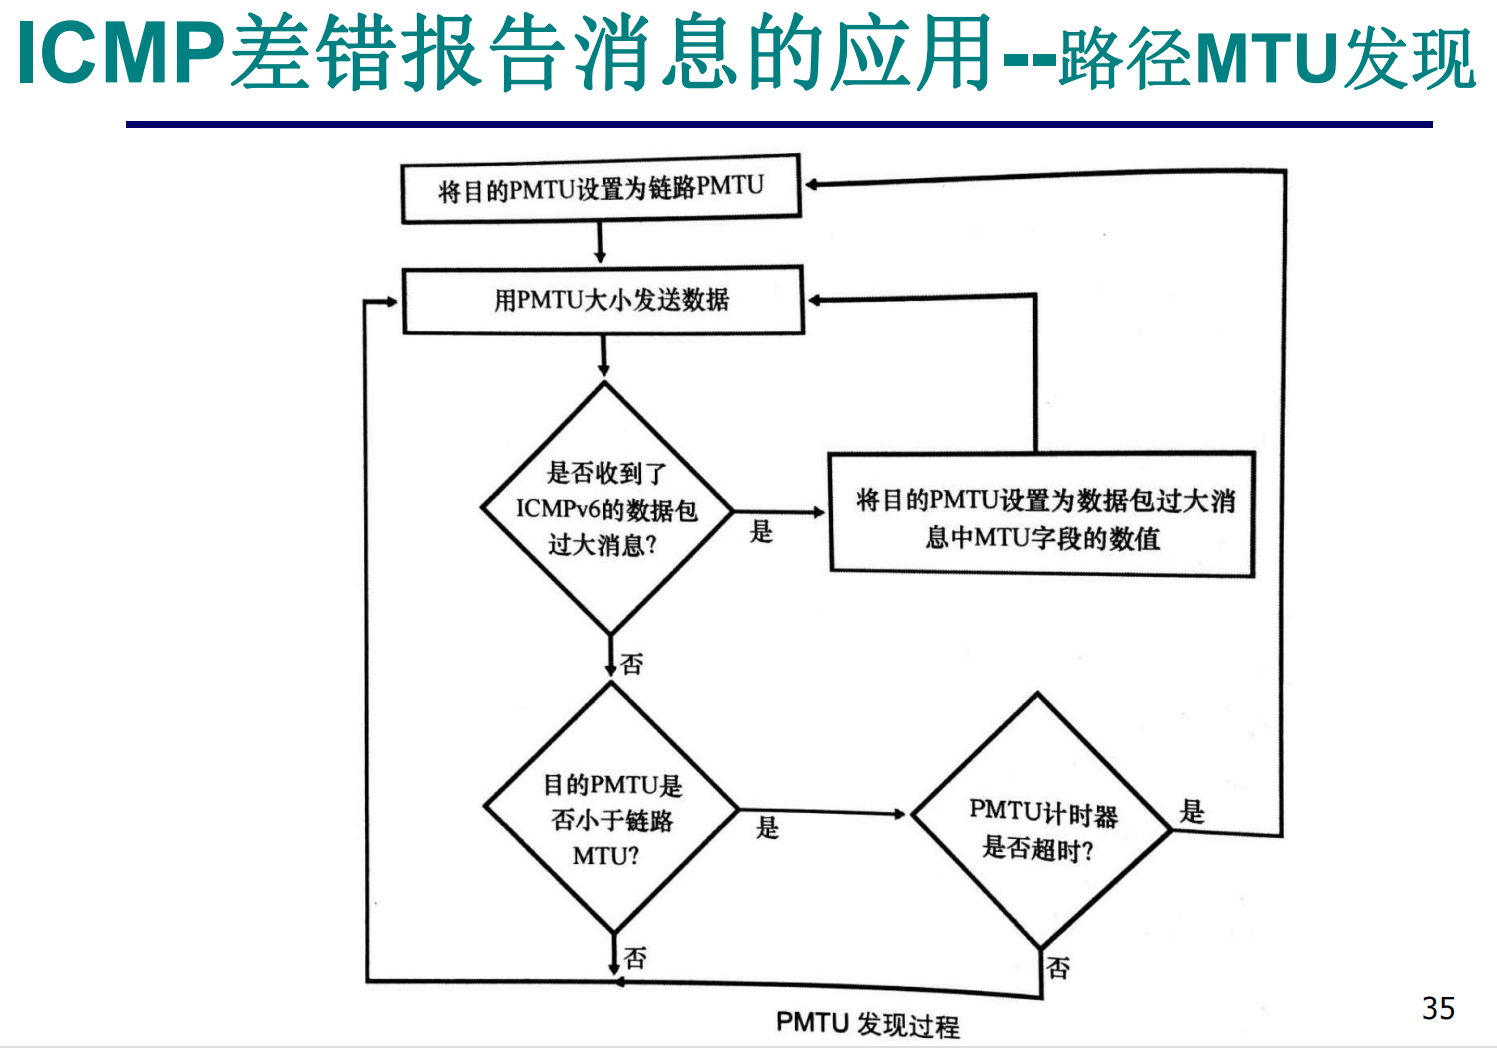 ICMP差错报告消息的应用--路径MTU发现
将目的PMTU设置为链路PMTU
用PMTU大小发送数据
是否收到了
ICMPv6的数据包
过大消息?
是
将目的PMTU设置为数据包过大消
息中MTU字段的数值
否
目的PMTU是
否小于链路
MTU?
是
PMTU计时器
是否超时?
是
否
否
PMTU 发现过程
35